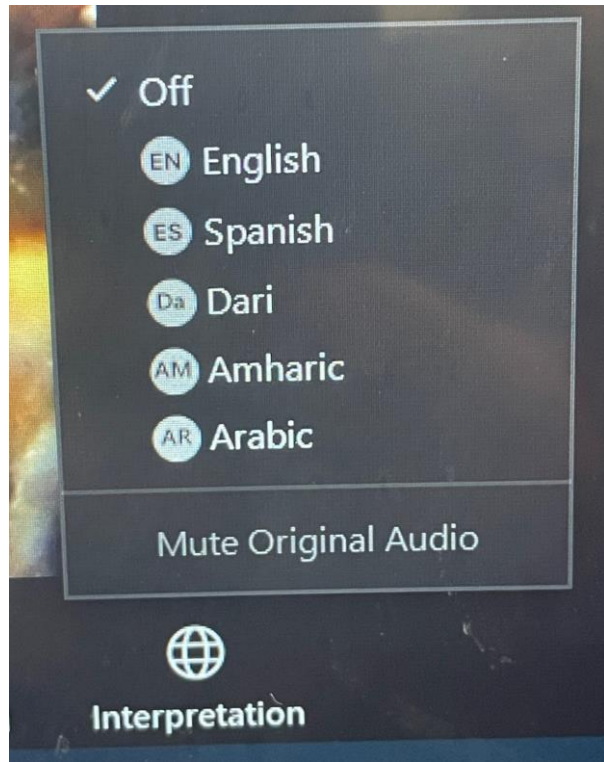 ✓ Off
EN English
ES Spanish
Da Dari
AM Amharic
AR Arabic
Mute Original Audio
Interpretation